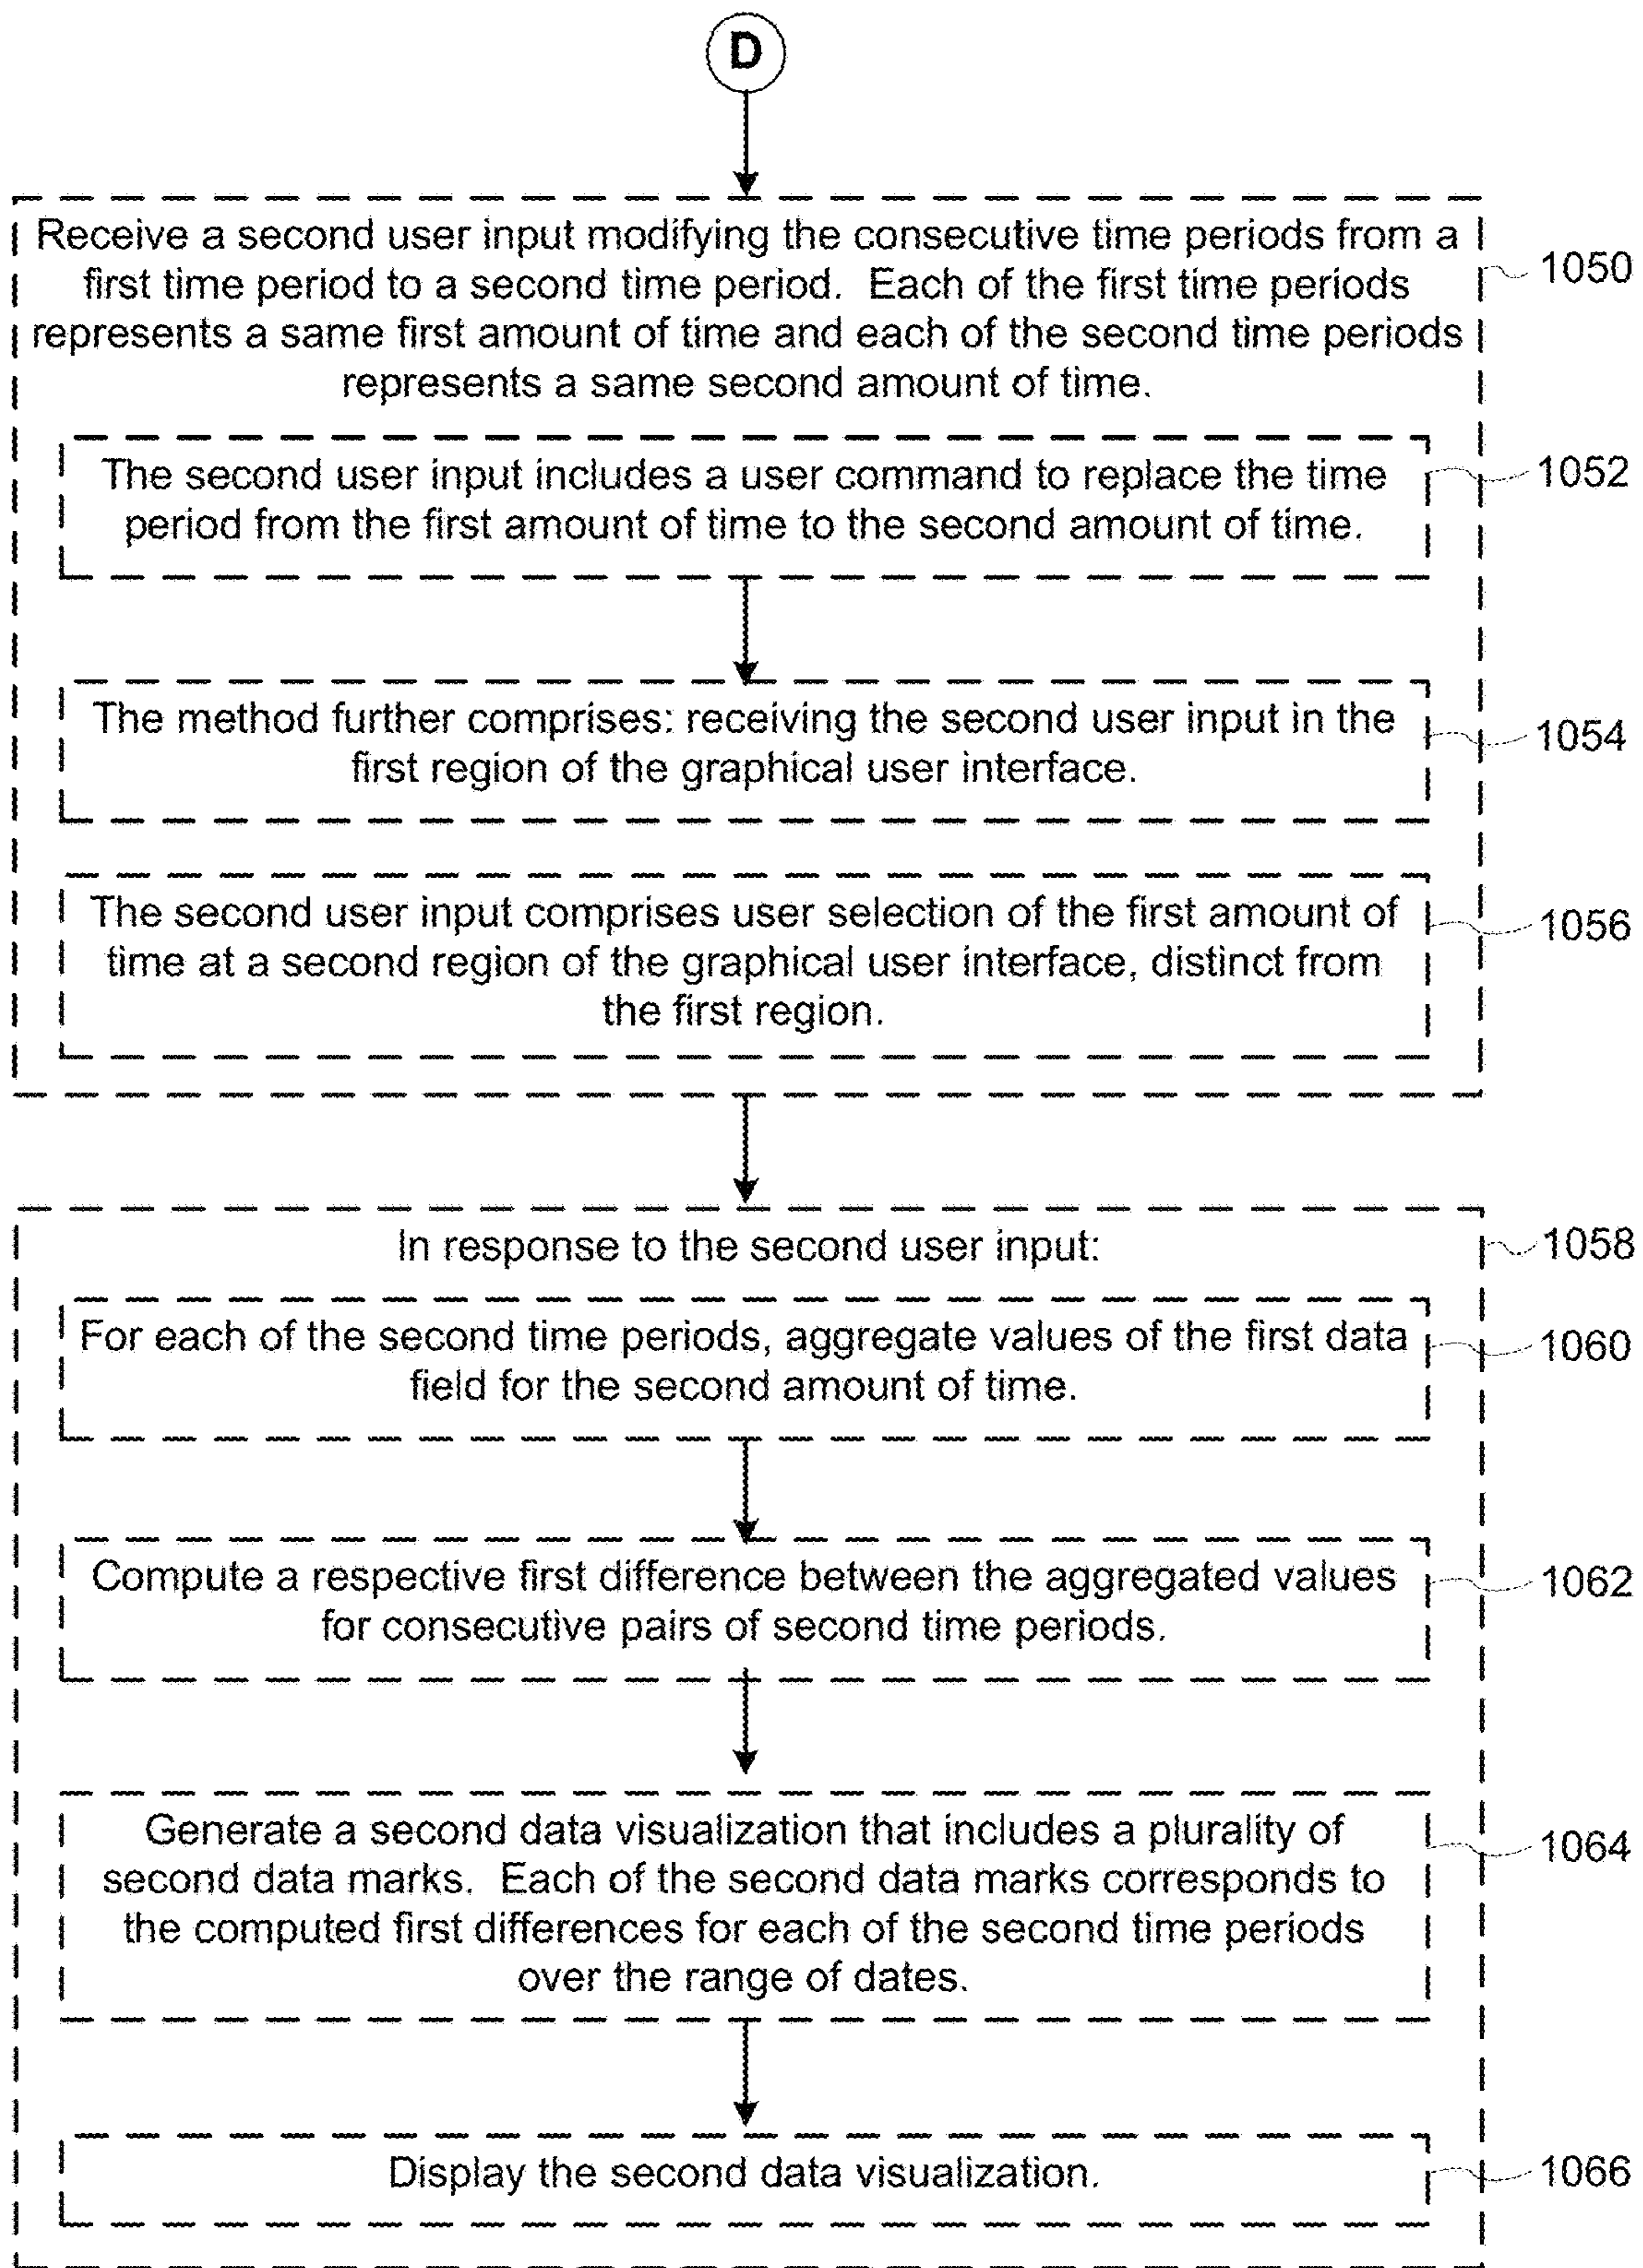 D
Receive a second user input modifying the consecutive time periods from a
first time period to a second time period.  Each of the first time periods
represents a same first amount of time and each of the second time periods
represents a same second amount of time.
1050
The second user input includes a user command to replace the time
period from the first amount of time to the second amount of time.
1052
The method further comprises: receiving the second user input in the
first region of the graphical user interface.
1054
The second user input comprises user selection of the first amount of
time at a second region of the graphical user interface, distinct from
the first region.
1056
In response to the second user input:
1058
For each of the second time periods, aggregate values of the first data
field for the second amount of time.
1060
Compute a respective first difference between the aggregated values
for consecutive pairs of second time periods.
1062
Generate a second data visualization that includes a plurality of
second data marks.  Each of the second data marks corresponds to
the computed first differences for each of the second time periods
over the range of dates.
1064
Display the second data visualization.
1066